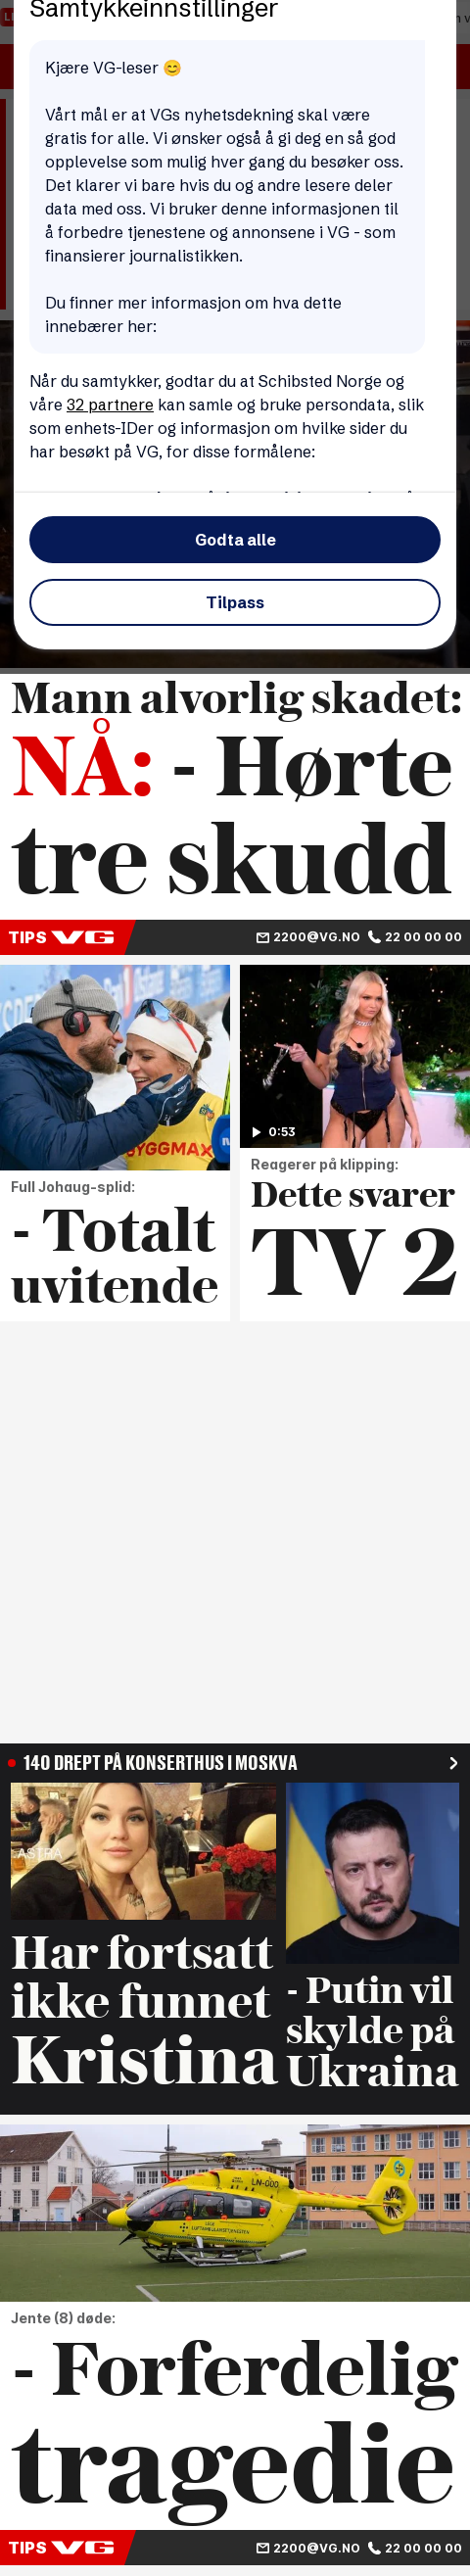 Samtykkeinnstillinger
Kjære VG-leser 😊
Vårt mål er at VGs nyhetsdekning skal være
gratis for alle. Vi ønsker også å gi deg en så god
opplevelse som mulig hver gang du besøker oss.
Det klarer vi bare hvis du og andre lesere deler
data med oss. Vi bruker denne informasjonen til
å forbedre tjenestene og annonsene i VG - som
finansierer journalistikken.
Du finner mer informasjon om hva dette
innebærer her:
Når du samtykker, godtar du at Schibsted Norge og
våre 32 partnere kan samle og bruke persondata, slik
som enhets-IDer og informasjon om hvilke sider du
har besøkt på VG, for disse formålene:
Godta alle
Tilpass
Mann alvorlig skadet:
NÅ: - Hørte
tre skudd
TIPS VG 2200@VG.NO 22 00 00 00
BYGGMAX
Full Johaug-splid:
- Totalt
uvitende
0:53
Reagerer på klipping:
Dette svarer
TV 2
140 DREPT PÅ KONSERTHUS I MOSKVA
ASTRA
Har fortsatt
ikke funnet
Kristina
- Putin vil
skylde på
Ukraina
LN-OUO
LUFTAMBULANSETJENESTEN
Jente (8) døde:
- Forferdelig
tragedie
TIPS VG 2200@VG.NO 22 00 00 00